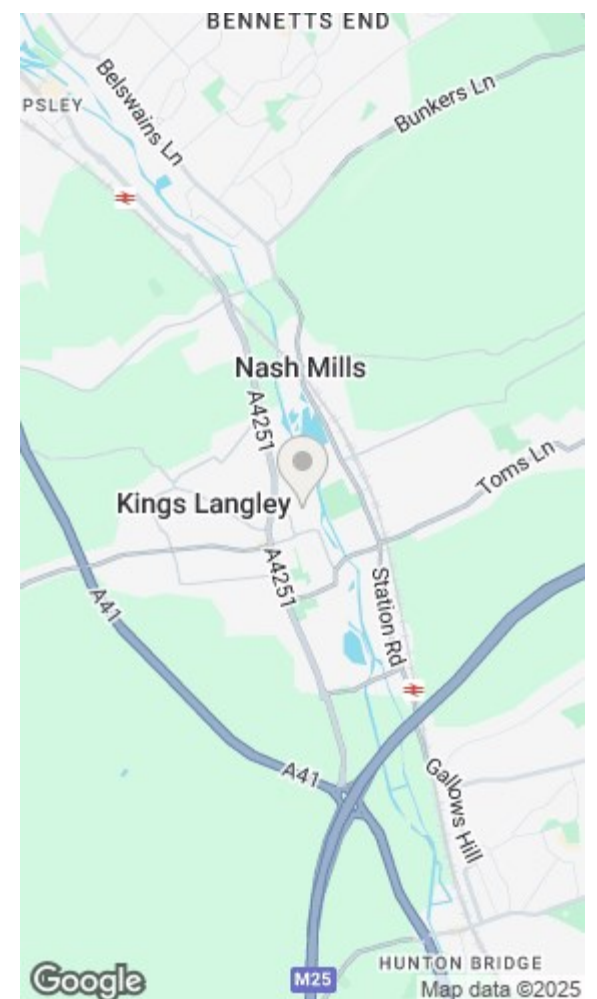 BENNETTS END
PSLEY
Belswains Ln
Bunkers Ln
Nash Mills
A4251
Toms Ln
Kings Langley
A4251
Station Rd
A41
A41
Gallows Hill
HUNTON BRIDGE
M25
Google
Map data ©2025